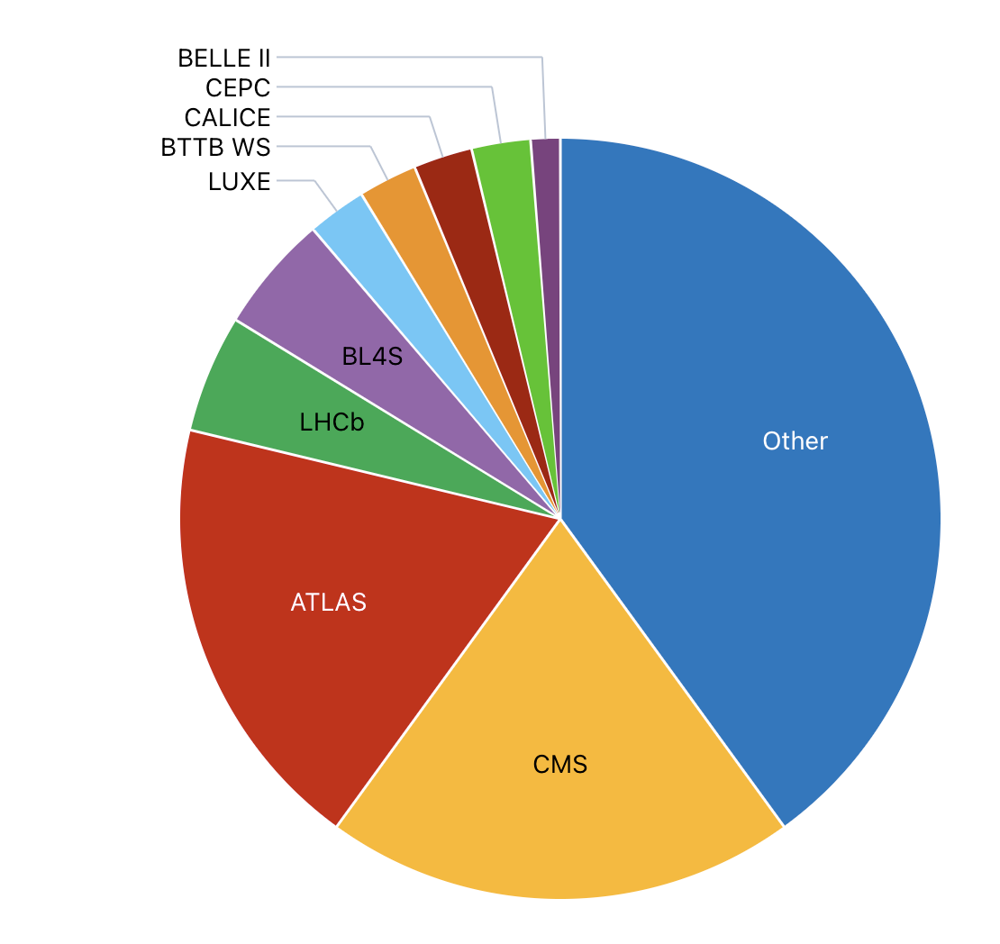 BELLE II
CEPC
CALICE
BTTB WS
LUXE
BL4S
LHCb
Other
ATLAS
CMS